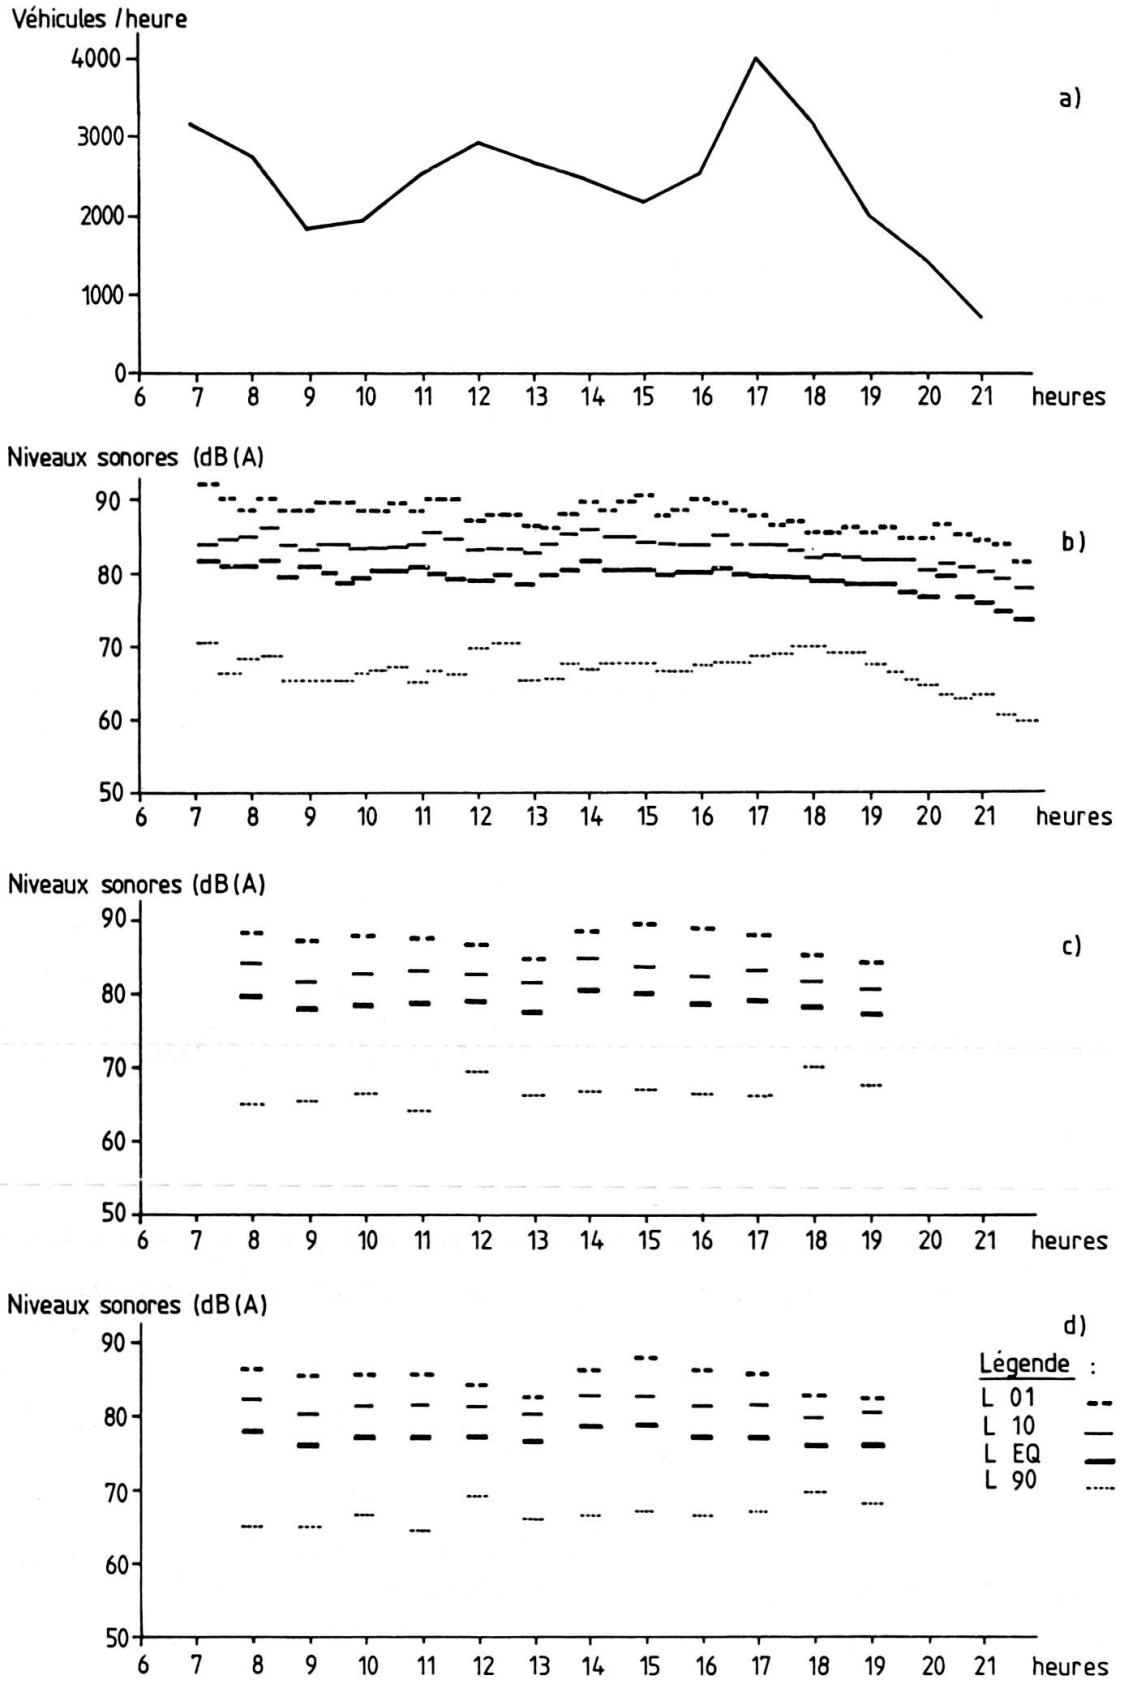 Véhicules /heure
4000
3000
a)
2000
1000
0
6 7 8 9 10 11 12 13 14 15 16 17 18 19 20 21 heures
Niveaux sonores (dB(A)
90
b)
80
70
60
50
6 7 8 9 10 11 12 13 14 15 16 17 18 19 20 21 heures
Niveaux sonores (dB(A)
90
c)
80
70
60
50
6 7 8 9 10 11 12 13 14 15 16 17 18 19 20 21 heures
Niveaux sonores (dB(A)
d)
90
Légende :
L 01
80
L 10
L EQ
L 90
70
60
50
6 7 8 9 10 11 12 13 14 15 16 17 18 19 20 21 heures